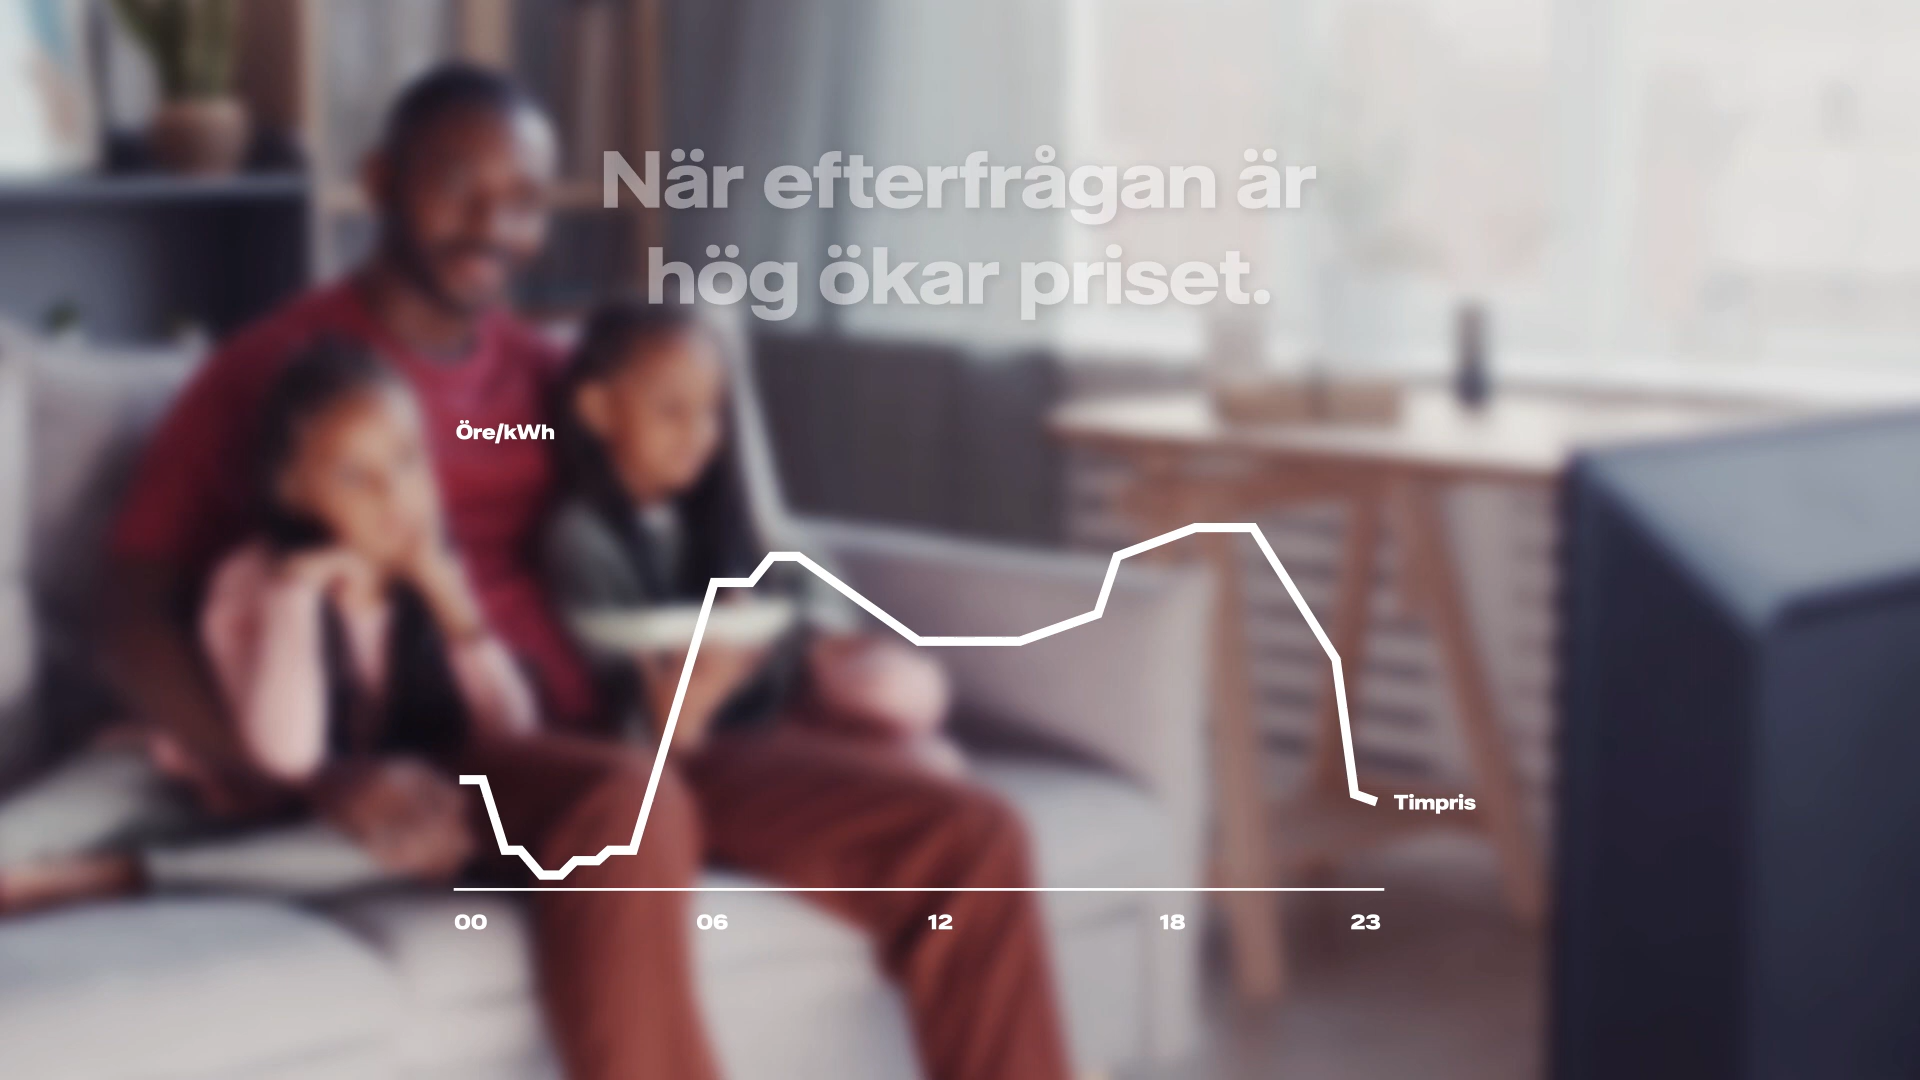 När efterfrågan är
hög ökar priset.
Öre/kWh
Timpris
00 06 12 18 23